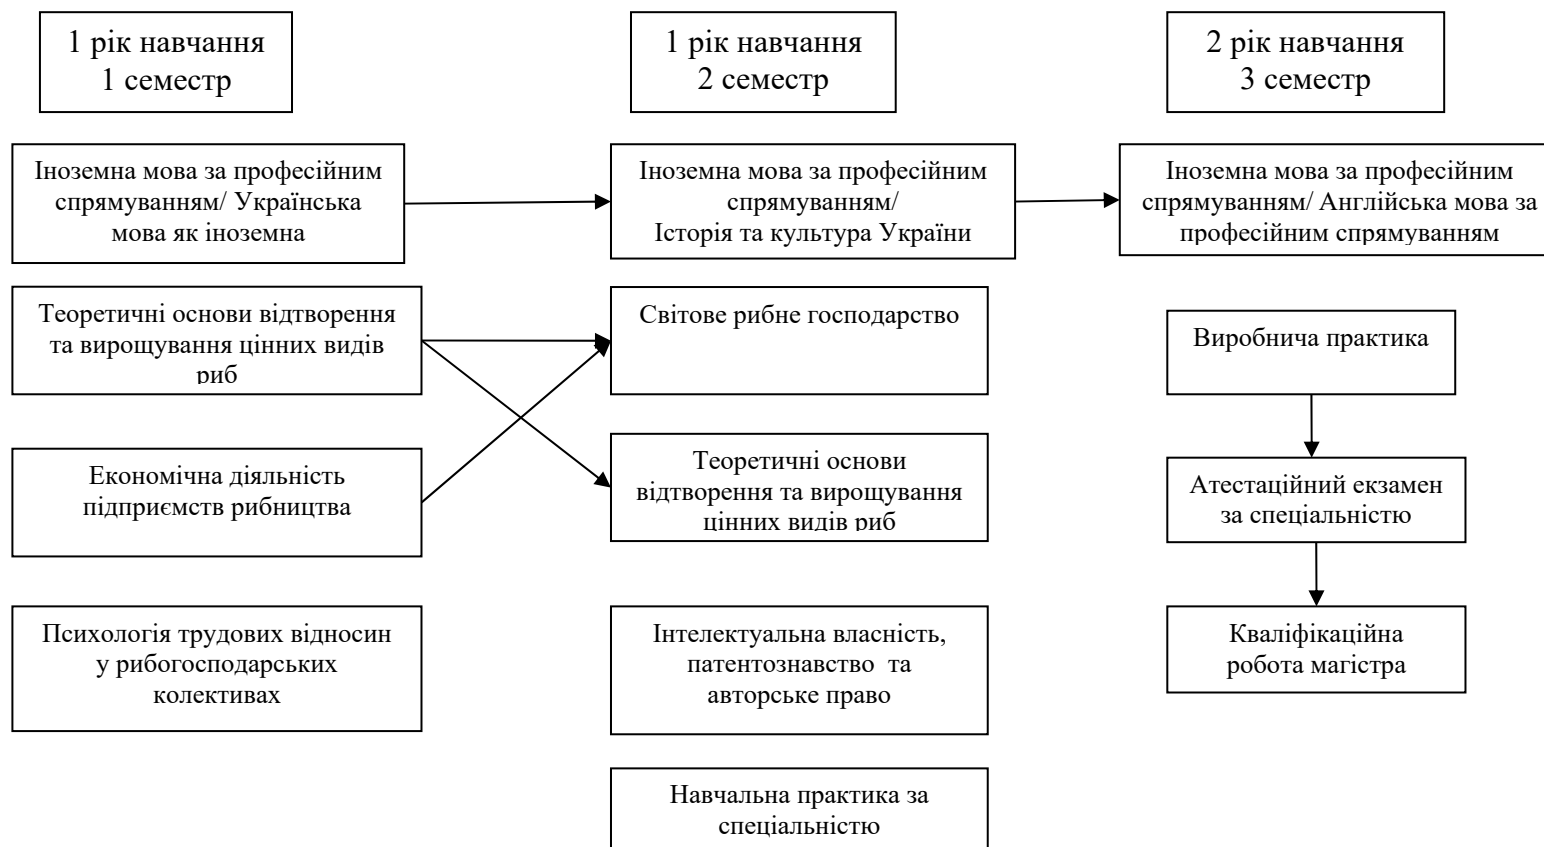 1 рік навчання
1 семестр
1 рік навчання
2 семестр
2 рік навчання
3 семестр
Іноземна мова за професійним
спрямуванням/ Українська
мова як іноземна
Іноземна мова за професійним
спрямуванням/
Історія та культура України
Іноземна мова за професійним
спрямуванням/ Англійська мова за
професійним спрямуванням
Теоретичні основи відтворення
та вирощування цінних видів
риб
Світове рибне господарство
Виробнича практика
Економічна діяльність
підприємств рибництва
Теоретичні основи
відтворення та вирощування
цінних видів риб
Атестаційний екзамен
за спеціальністю
Психологія трудових відносин
у рибогосподарських
колективах
Інтелектуальна власність,
патентознавство та
авторське право
Кваліфікаційна
робота магістра
Навчальна практика за
спеціальністю